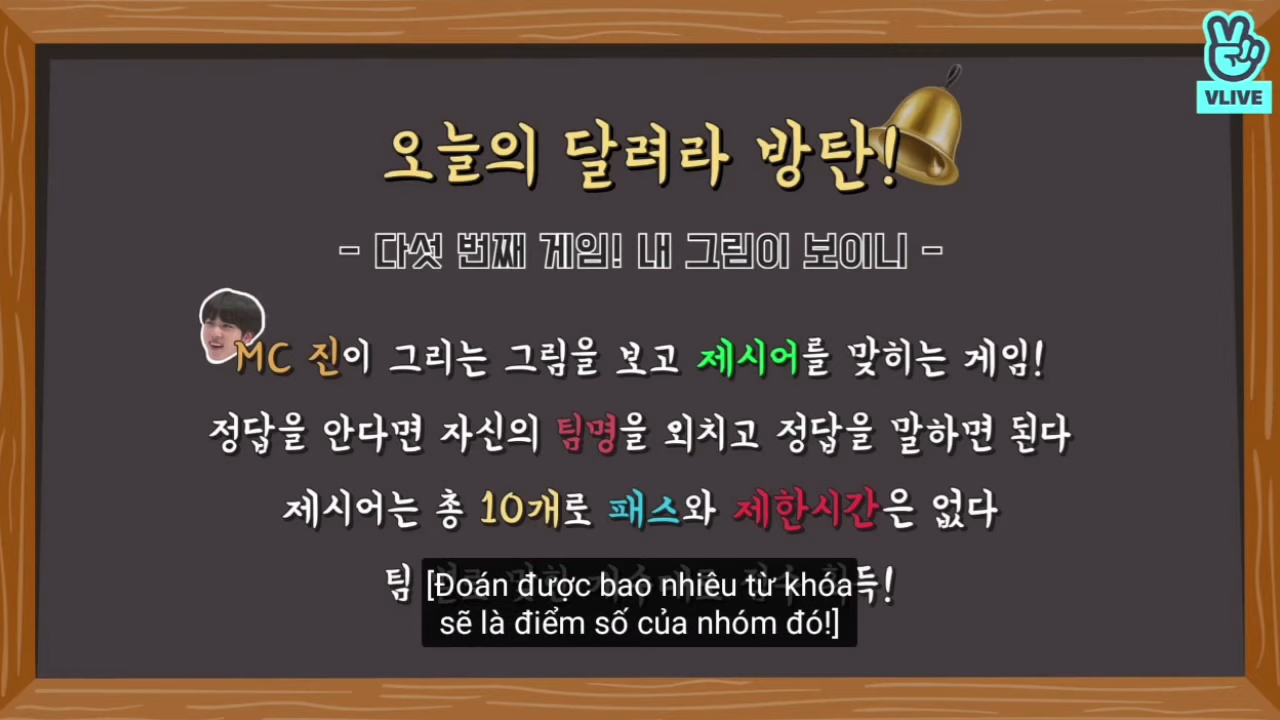 VLIVE
오늘의 달려라 방탄!
- 다섯 번째 게임! 내 그림이 보이니 -
MC 진이 그리는 그림을 보고 제시어를 맞히는 게임!
정답을 안다면 자신의 팀명을 외치고 정답을 말하면 된다
제시어는 총 10개로 패스와 제한시간은 없다
팀
[Đoán được bao nhiêu từ khóa
sẽ là điểm số của nhóm đó!]